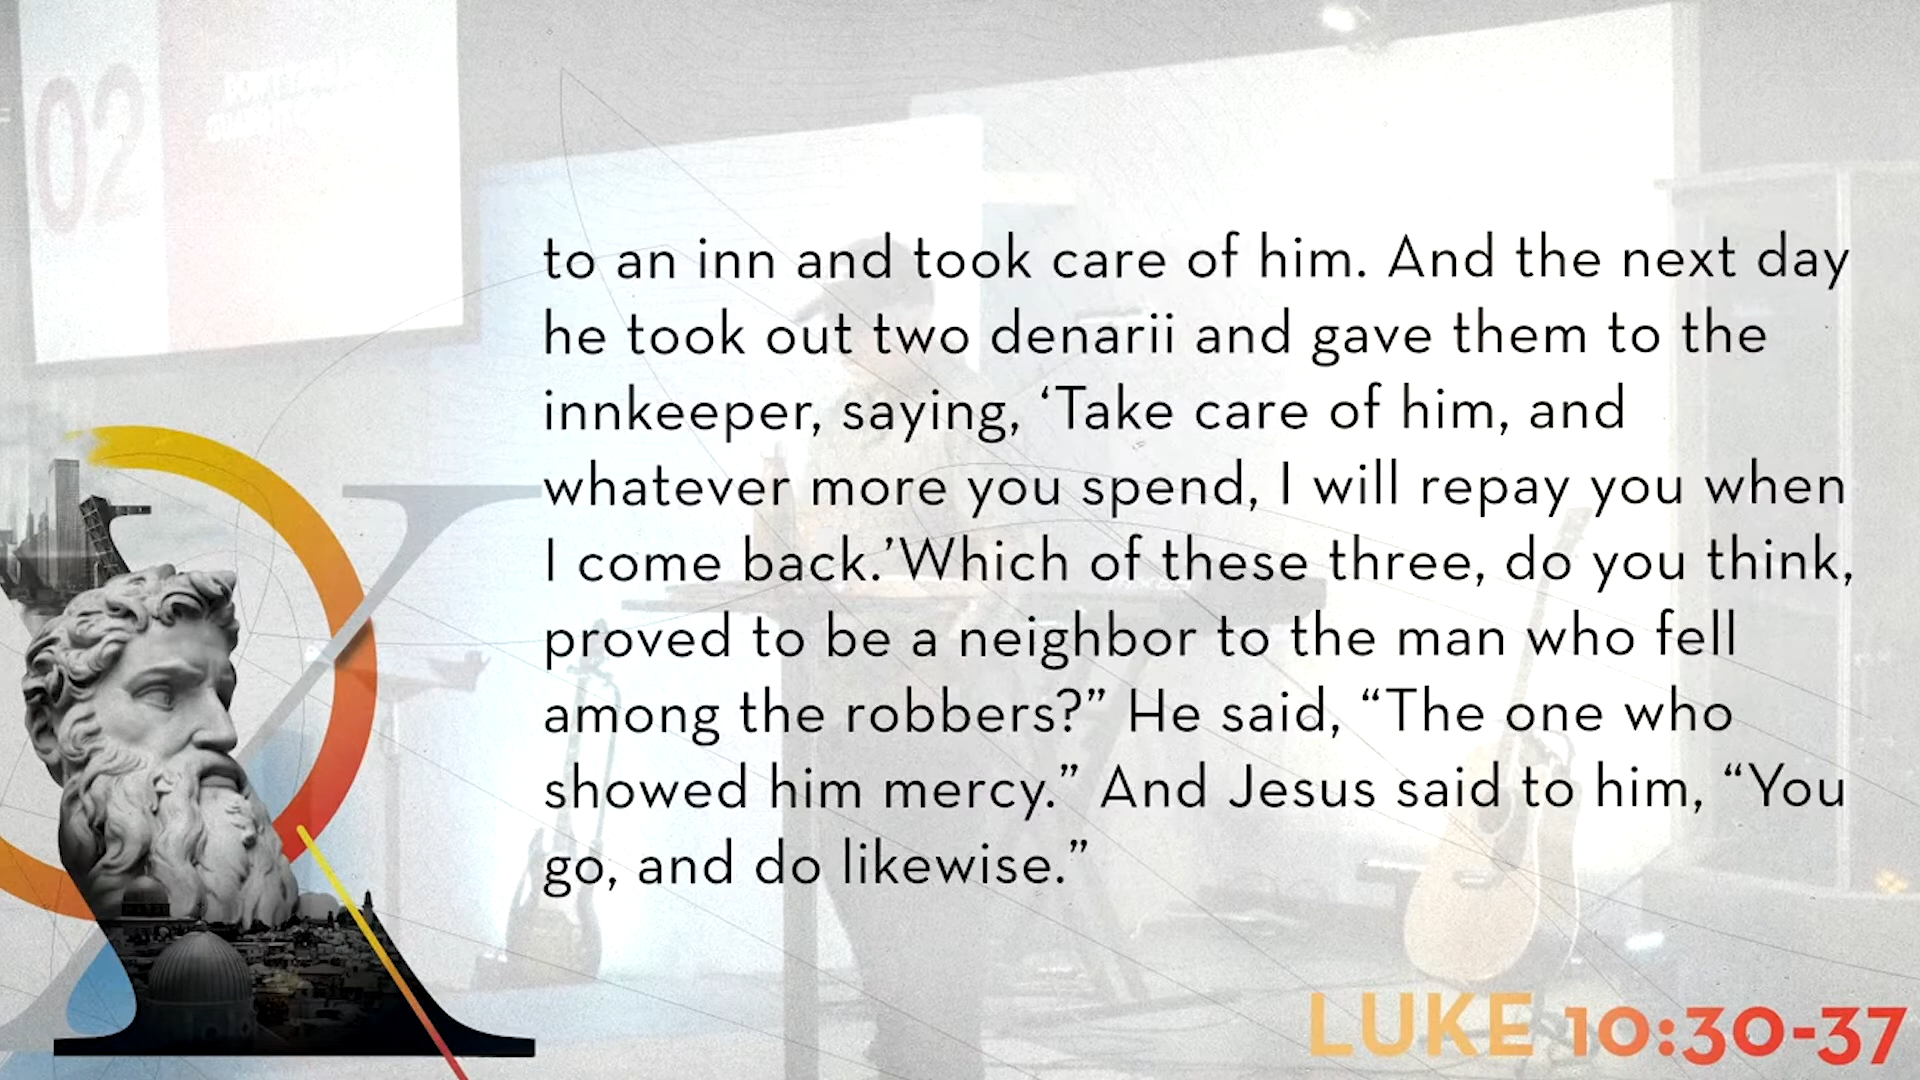 02
to an inn and took care of him. And the next day
he took out two denarii and gave them to the
innkeeper, saying, ‘Take care of him, and
whatever more you spend, I will repay you when
I come back.’Which of these three, do you think,
proved to be a neighbor to the man who fell
among the robbers?” He said, “The one who
showed him mercy.” And Jesus said to him, “You
go, and do likewise.”
LUKE 10:30-37